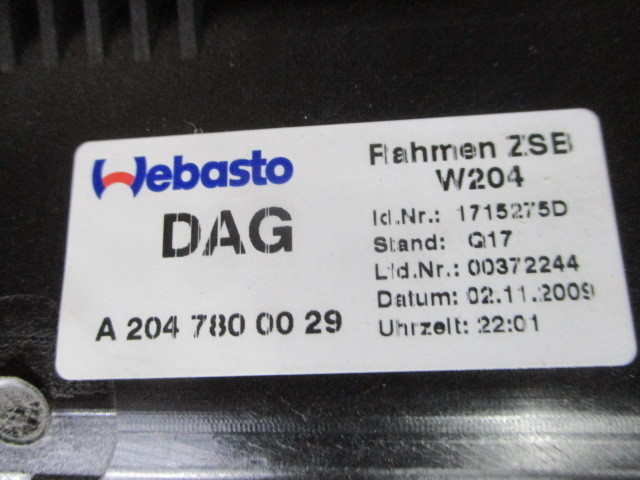 Webasto
DAG
A 204 780 00 29
Rahmen ZSB
W204
Id.Nr.: 1715275D
Stand: Q17
Lfd.Nr.: 00372244
Datum: 02.11.2009
Uhrzeit: 22:01